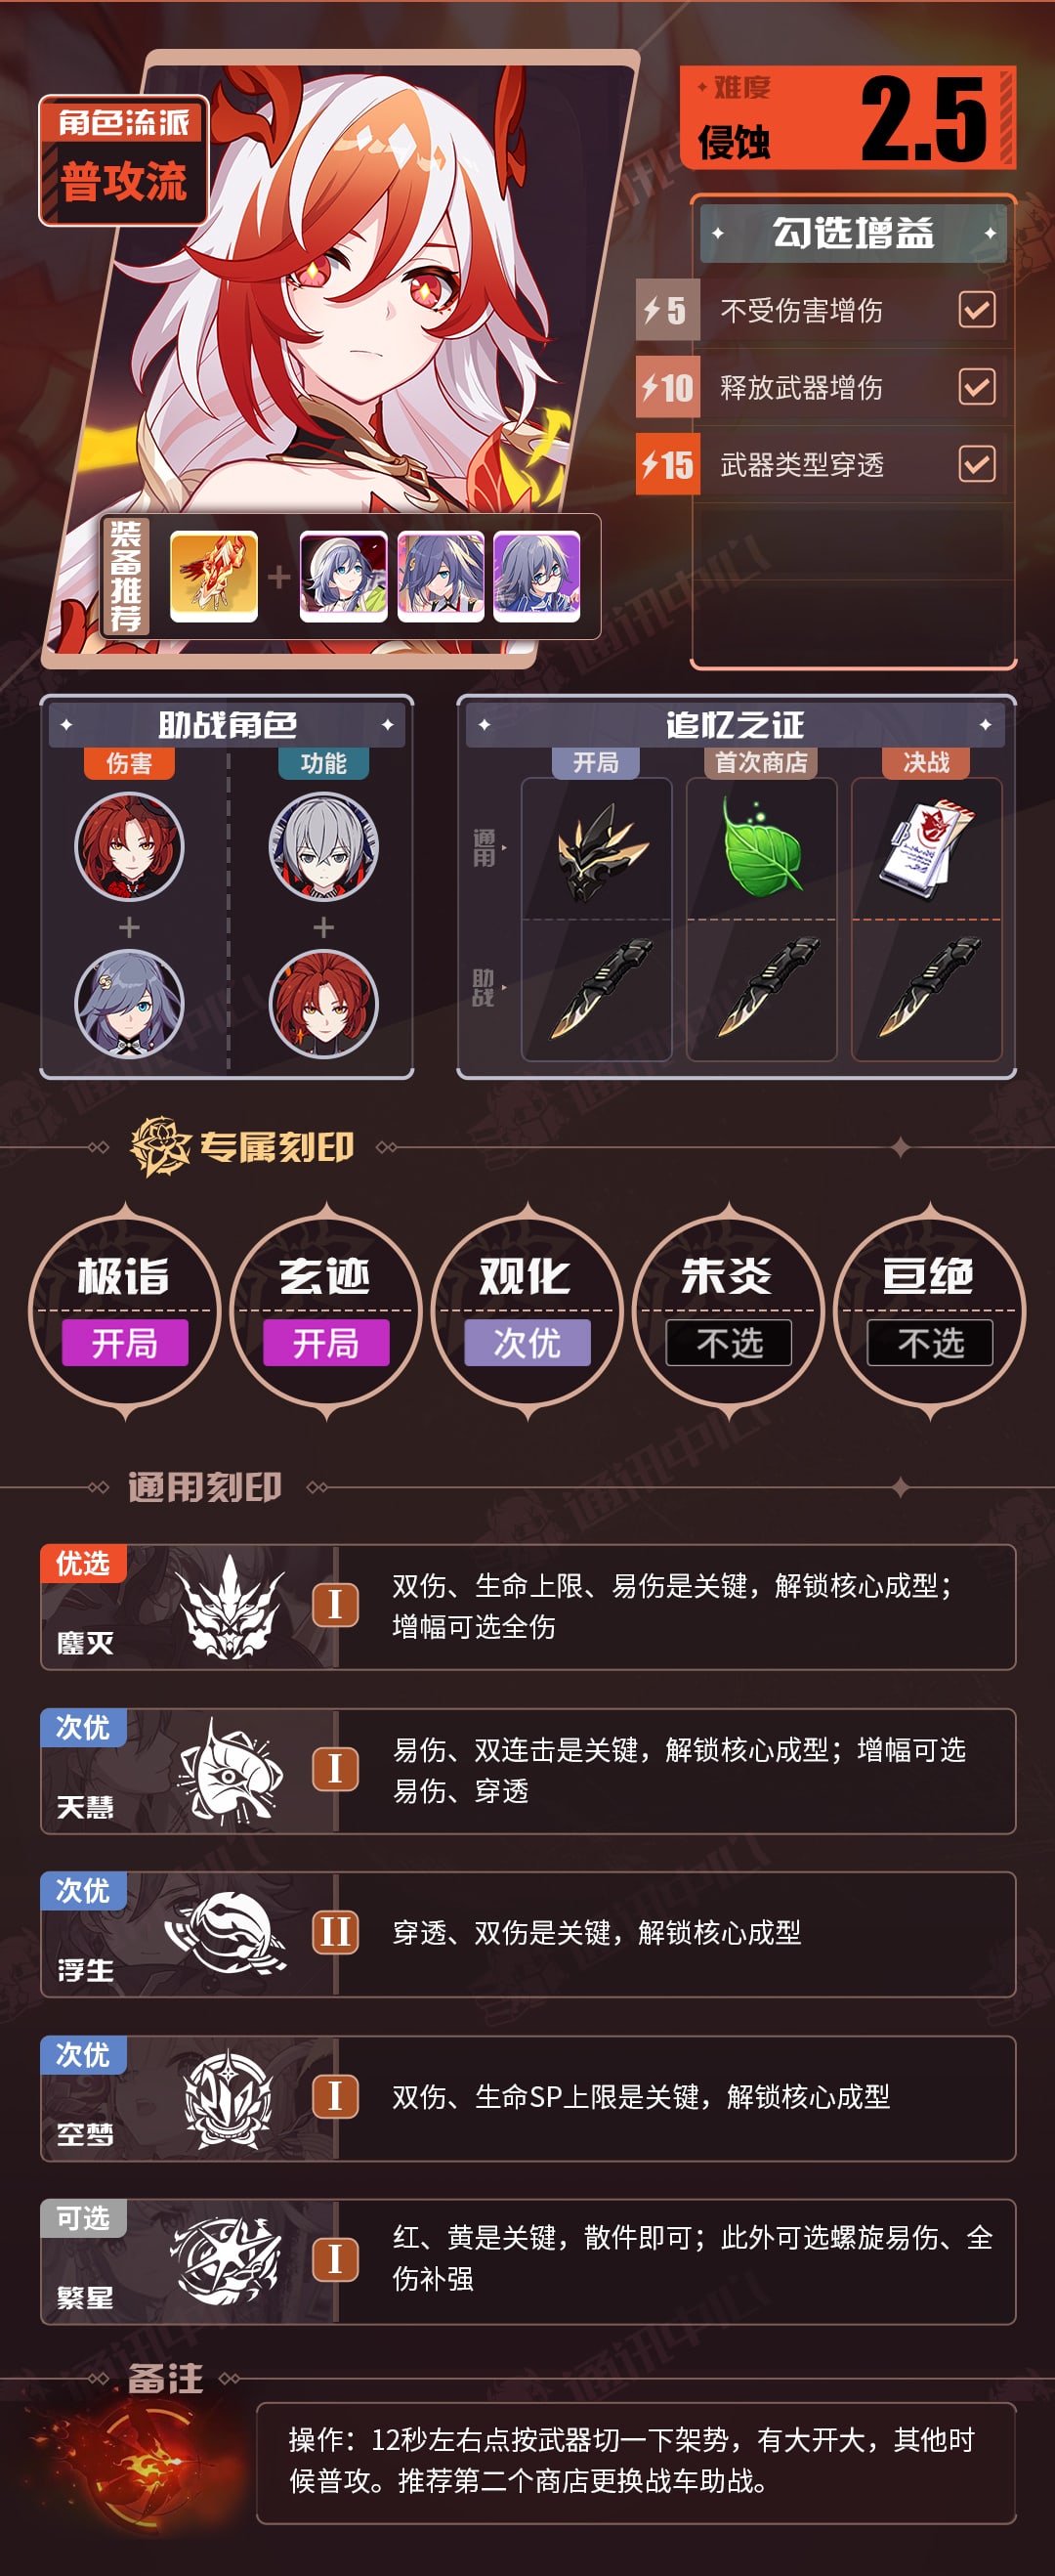 角色流派
普攻流
难度
侵蚀
2.5
勾选增益
5
不受伤害增伤
10
释放武器增伤
15
武器类型穿透
装备推荐
+
助战角色
伤害
功能
+
+
追忆之证
开局
首次商店
决战
通用
助战
专属刻印
极诣
开局
玄迹
开局
观化
次优
朱炎
不选
亘绝
不选
通用刻印
优选
鏖灭
I
双伤、生命上限、易伤是关键，解锁核心成型；
增幅可选全伤
次优
天慧
I
易伤、双连击是关键，解锁核心成型；增幅可选
易伤、穿透
次优
浮生
II
穿透、双伤是关键，解锁核心成型
次优
空梦
I
双伤、生命SP上限是关键，解锁核心成型
可选
繁星
I
红、黄是关键，散件即可；此外可选螺旋易伤、全
伤补强
备注
操作：12秒左右点按武器切一下架势，有大开大，其他时
候普攻。推荐第二个商店更换战车助战。
通讯中心